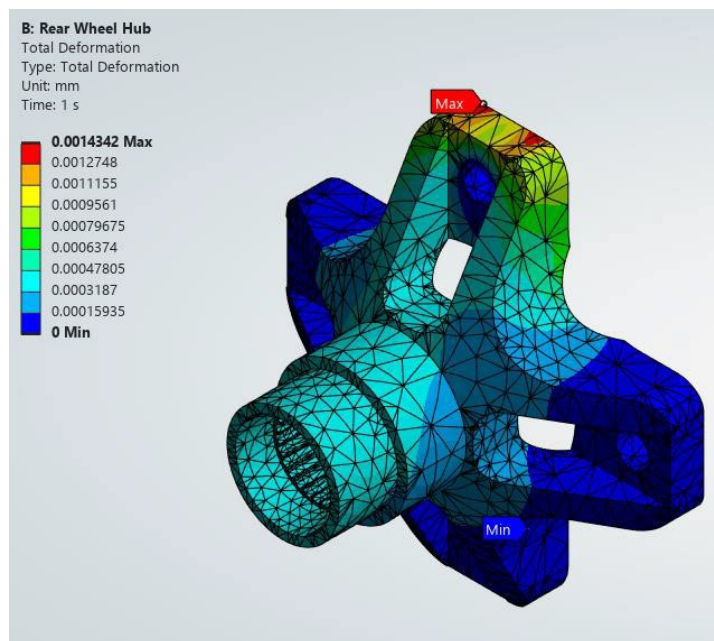 B: Rear Wheel Hub
Total Deformation
Type: Total Deformation
Unit: mm
Time: 1 s
0.0014342 Max
0.0012748
0.0011155
0.0009561
0.00079675
0.0006374
0.00047805
0.0003187
0.00015935
0 Min
Max
Min